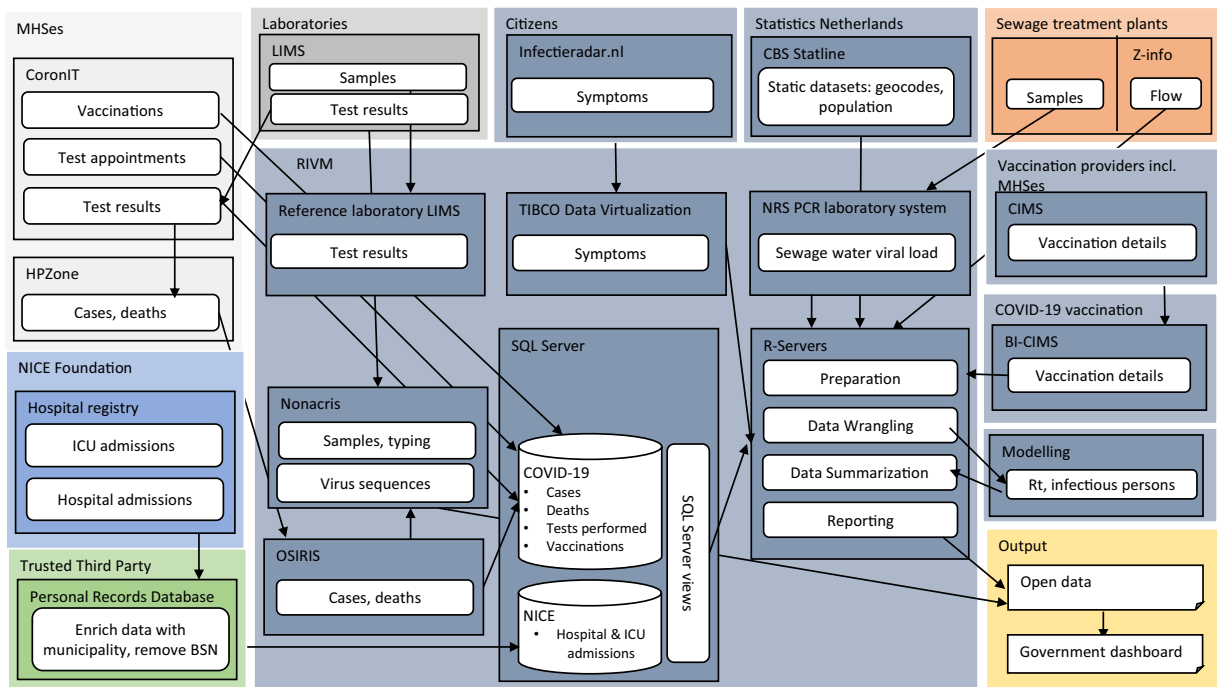 MHSes
CoronIT
Vaccinations
Test appointments
Test results
HPZone
Cases, deaths
NICE Foundation
Hospital registry
ICU admissions
Hospital admissions
Trusted Third Party
Personal Records Database
Enrich data with
municipality, remove BSN
Laboratories
LIMS
Samples
Test results
Citizens
Infectieradar.nl
Symptoms
Statistics Netherlands
CBS Statline
Static datasets: geocodes,
population
Sewage treatment plants
Z-info
Samples
Flow
RIVM
Reference laboratory LIMS
Test results
TIBCO Data Virtualization
Symptoms
NRS PCR laboratory system
Sewage water viral load
Vaccination providers incl.
MHSes
CIMS
Vaccination details
COVID-19 vaccination
BI-CIMS
Vaccination details
Nonacris
Samples, typing
Virus sequences
OSIRIS
Cases, deaths
SQL Server
COVID-19
• Cases
• Deaths
• Tests performed
• Vaccinations
NICE
• Hospital & ICU
admissions
SQL Server views
R-Servers
Preparation
Data Wrangling
Data Summarization
Reporting
Modelling
Rt, infectious persons
Output
Open data
Government dashboard